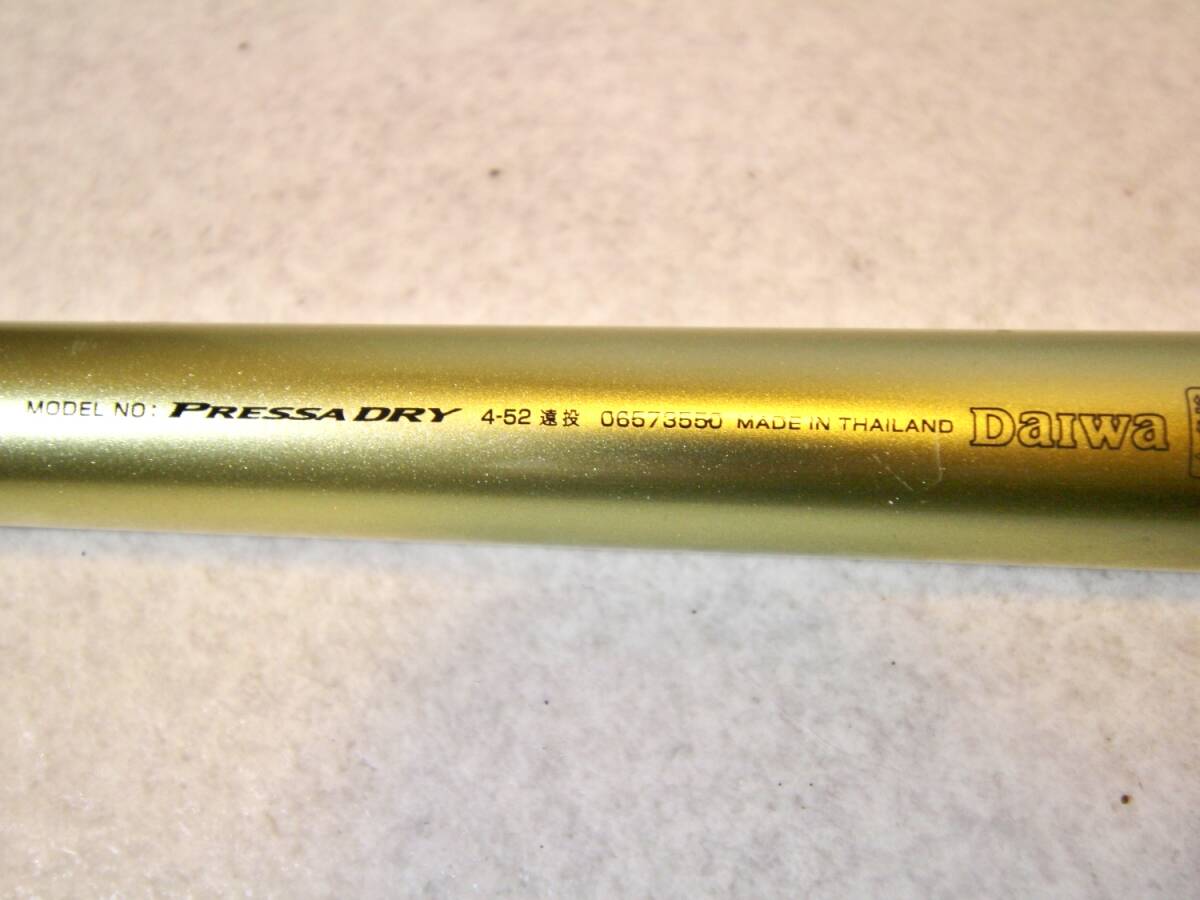 MODEL NO: PRESSA DRY 4-52 遠投 06573550 MADE IN THAILAND Daiwa